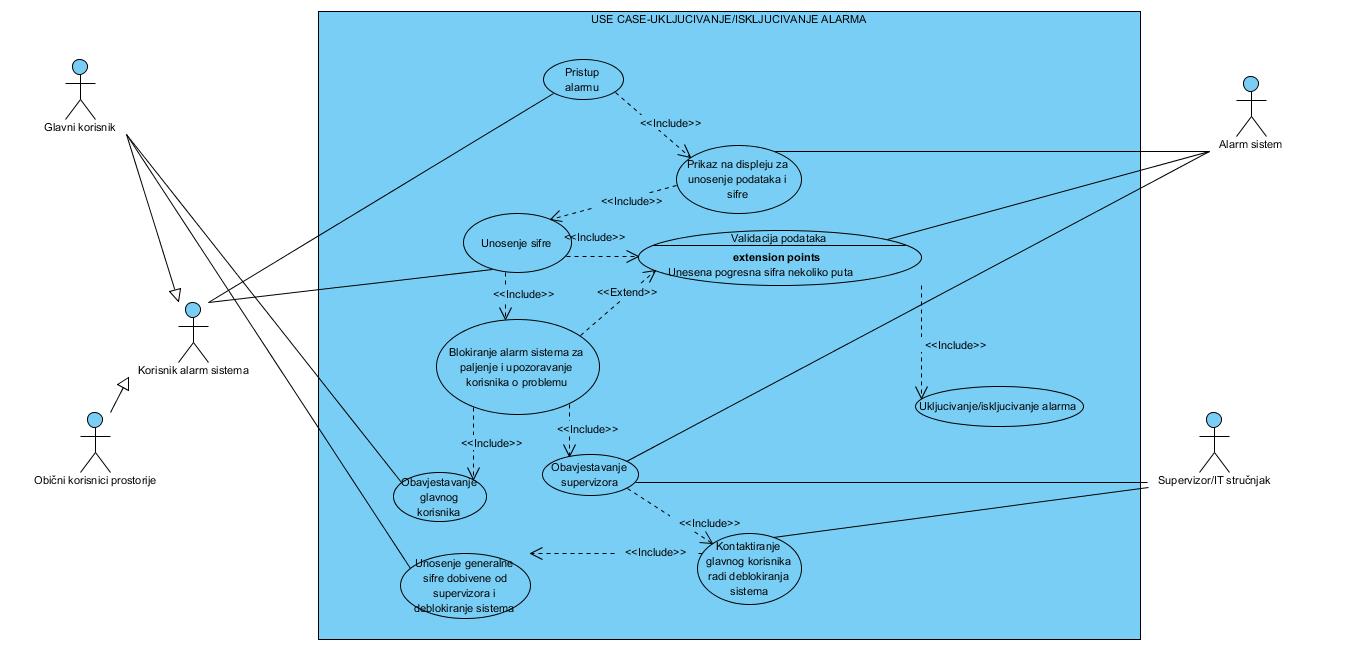 USE CASE-UKLJUCIVANJE/ISKLJUCIVANJE ALARMA
Glavni korisnik
Korisnik alarm sistema
Obični korisnici prostorije
Pristup
alarmu
<<Include>>
Prikaz na displeju za
unosenje podataka i
sifre
<<Include>>
Unosenje sifre
<<Include>>
Validacija podataka
extension points
Unesena pogresna sifra nekoliko puta
<<Include>>
<<Extend>>
Blokiranje alarm sistema za
paljenje i upozoravanje
korisnika o problemu
<<Include>>
Ukljucivanje/iskljucivanje alarma
<<Include>>
<<Include>>
Obavjestavanje
glavnog
korisnika
Obavjestavanje
supervizora
<<Include>>
Kontaktiranje
glavnog korisnika
radi deblokiranja
sistema
<<Include>>
Unosenje generalne
sifre dobivene od
supervizora i
deblokiranje sistema
Alarm sistem
Supervizor/IT stručnjak